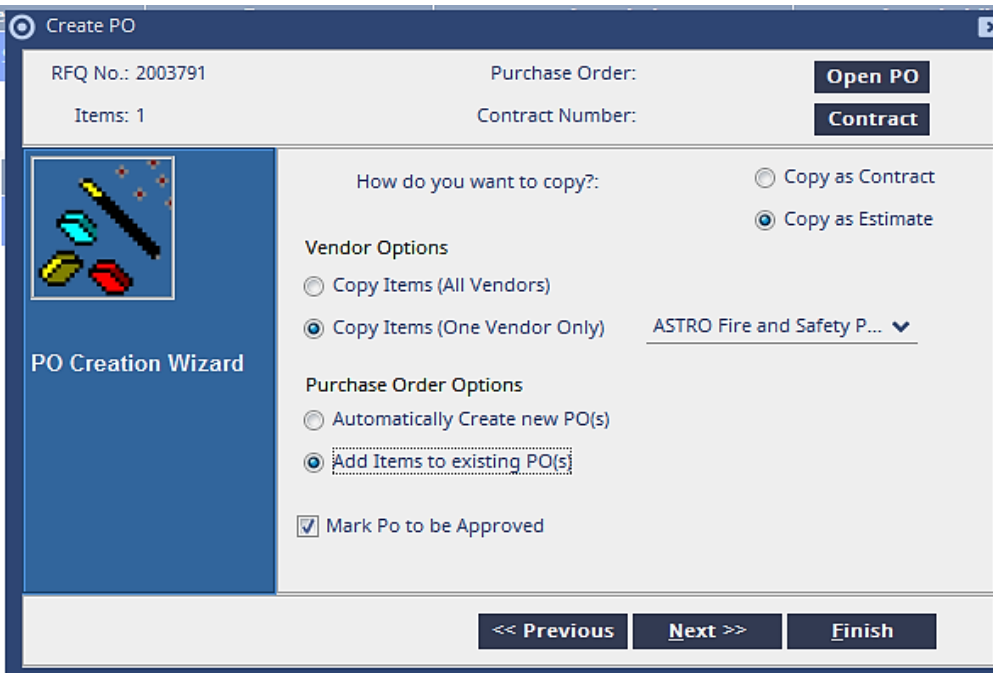 Create PO
RFQ No.: 2003791
Purchase Order:
Open PO
Items: 1
Contract Number:
Contract
How do you want to copy?:
Copy as Contract
Copy as Estimate
Vendor Options
Copy Items (All Vendors)
Copy Items (One Vendor Only)
ASTRO Fire and Safety P...
PO Creation Wizard
Purchase Order Options
Automatically Create new PO(s)
Add Items to existing PO(s)
Mark Po to be Approved
<< Previous
Next >>
Finish